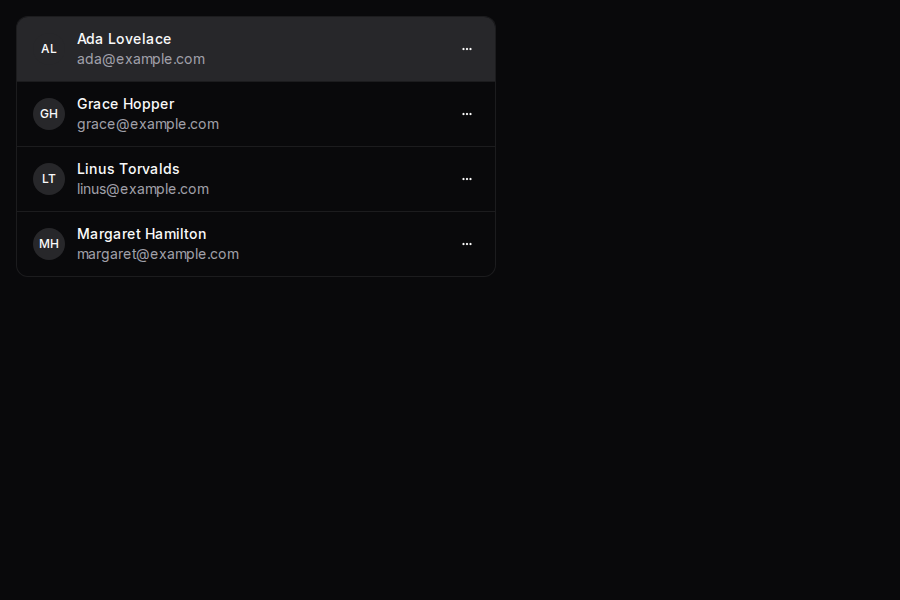 AL
Ada Lovelace
ada@example.com
GH
Grace Hopper
grace@example.com
LT
Linus Torvalds
linus@example.com
MH
Margaret Hamilton
margaret@example.com